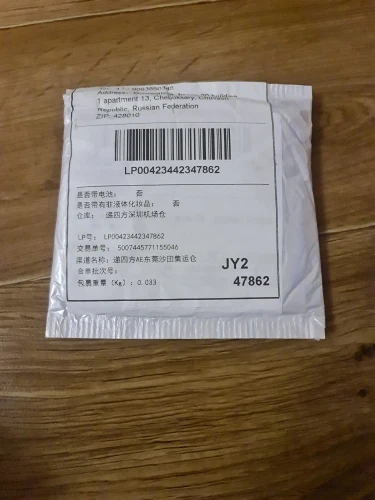 1 apartment 13, Cheboksary, Chuvash
Republic, Russian Federation
ZIP: 428010
LP00423442347862
是否带电池： 否
是否带有非液体化妆品： 否
仓库： 递四方深圳机场仓
LP号： LP00423442347862
交易单号： 5007445771155046
渠道名称：递四方AE东莞沙田集运仓
合单批次号：
包裹重量（Kg）：0.033
JY2
47862